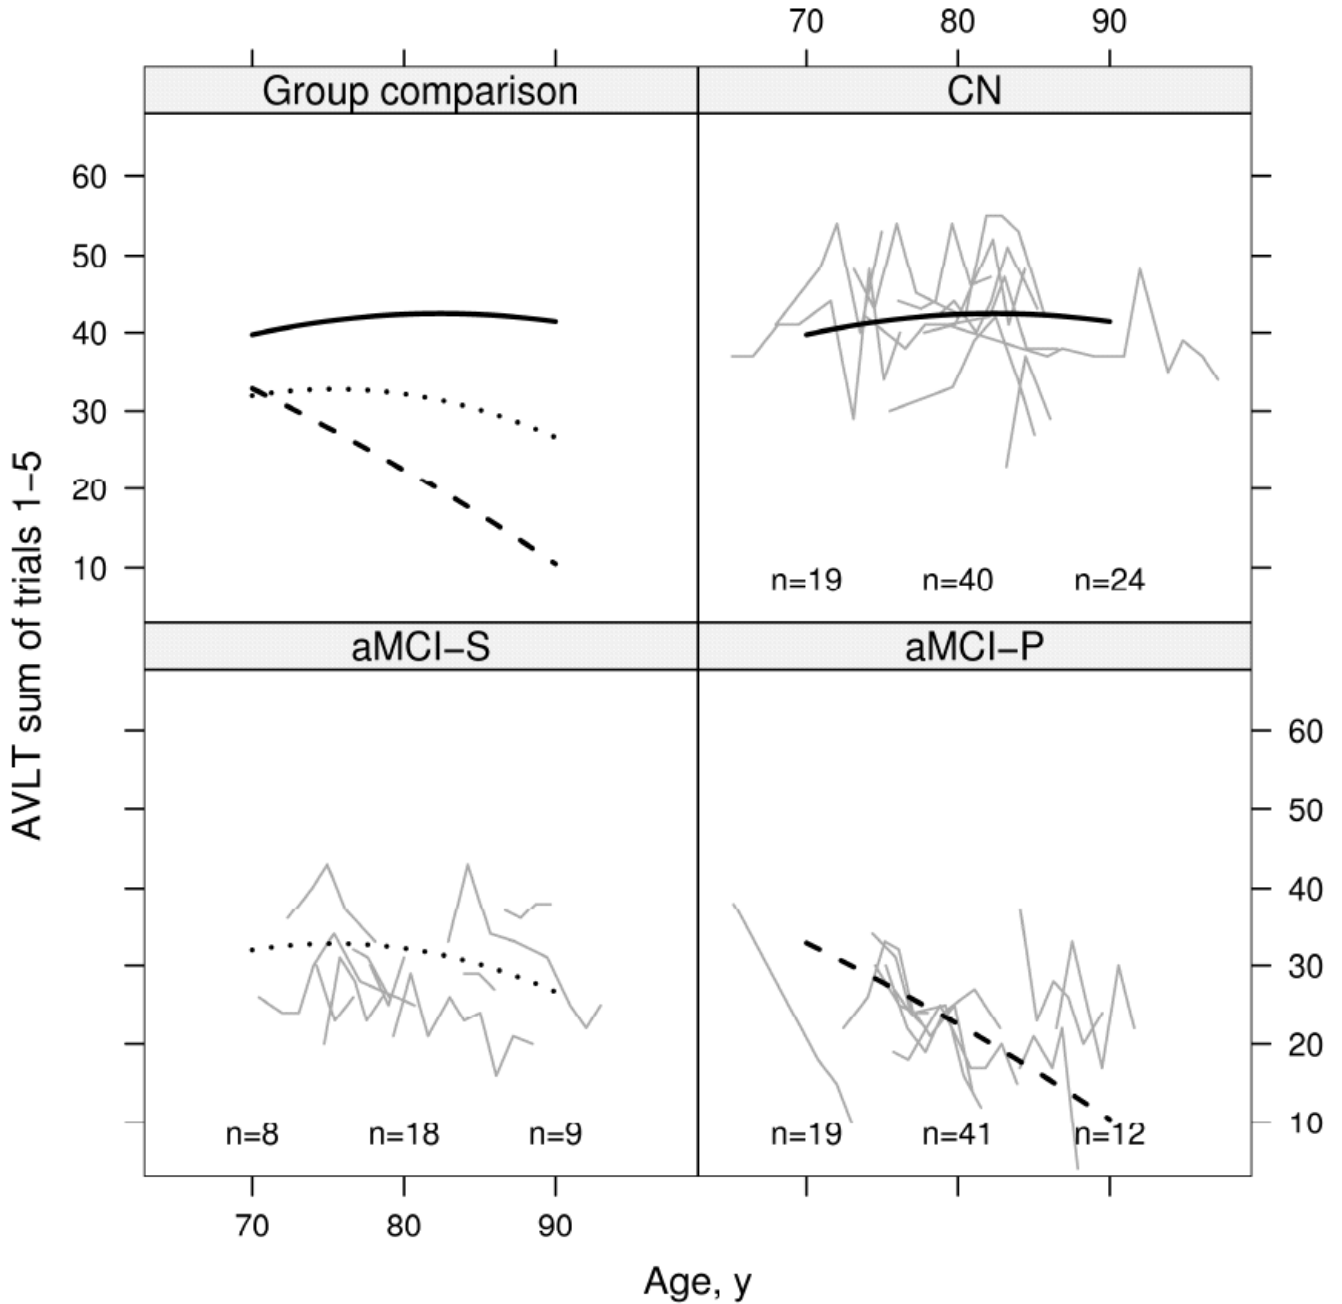 70 80 90
Group comparison CN
60
50
40
30
20
10
n=19 n=40 n=24
aMCI–S aMCI–P
60
50
40
30
20
10
n=8 n=18 n=9 n=19 n=41 n=12
70 80 90
AVLT sum of trials 1–5
Age, y